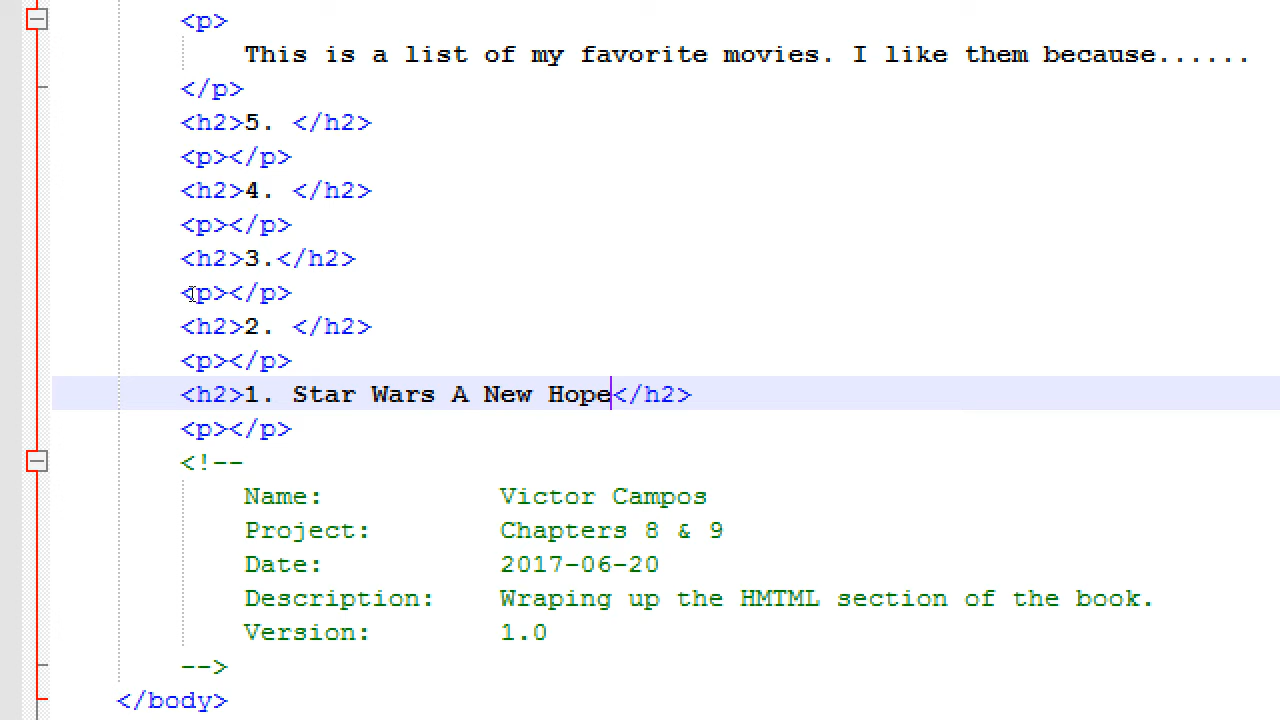 <p>
This is a list of my favorite movies. I like them because......
</p>
<h2>5. </h2>
<p></p>
<h2>4. </h2>
<p></p>
<h2>3.</h2>
<p></p>
<h2>2. </h2>
<p></p>
<h2>1. Star Wars A New Hope</h2>
<p></p>
<!--
Name: Victor Campos
Project: Chapters 8 & 9
Date: 2017-06-20
Description: Wraping up the HMTML section of the book.
Version: 1.0
-->
</body>